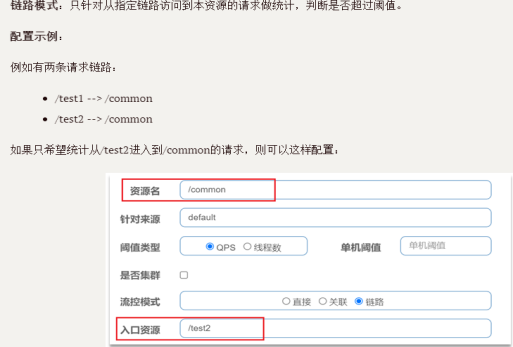 链路模式：只针对从指定链路访问到本资源的请求做统计，判断是否超过阈值。
配置示例：
例如有两条请求链路：
• /test1 --> /common
• /test2 --> /common
如果只希望统计从/test2进入到/common的请求，则可以这样配置：
资源名 /common
针对来源 default
阈值类型 QPS 线程数 单机阈值 单机阈值
是否集群
流控模式 直接 关联 链路
入口资源 /test2